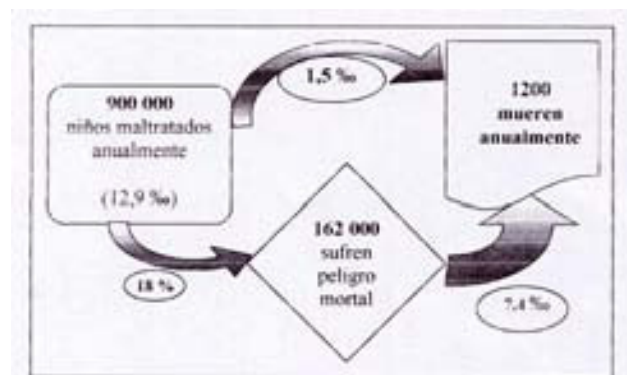 900 000
niños maltratados
anualmente
(12,9 ‰)
1,5 ‰
1200
mueren
anualmente
18 %
162 000
sufren
peligro
mortal
7,4 ‰